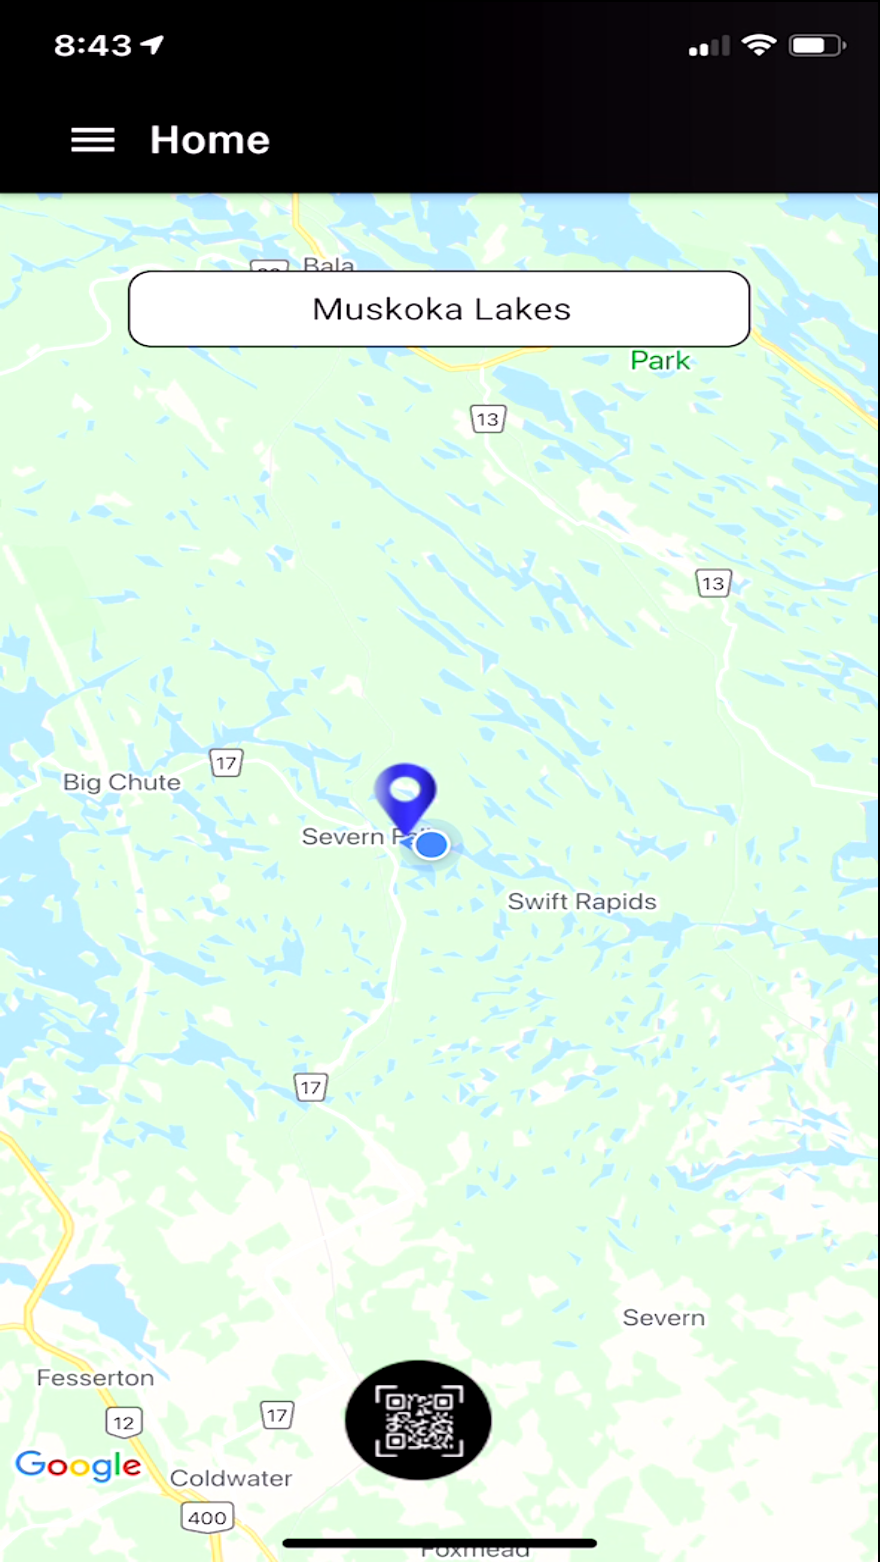 8:43
Home
Bala
Muskoka Lakes
Park
13
13
17
Big Chute
Severn
Swift Rapids
17
Severn
Fesserton
17
12
Google
Coldwater
400
Foxmead